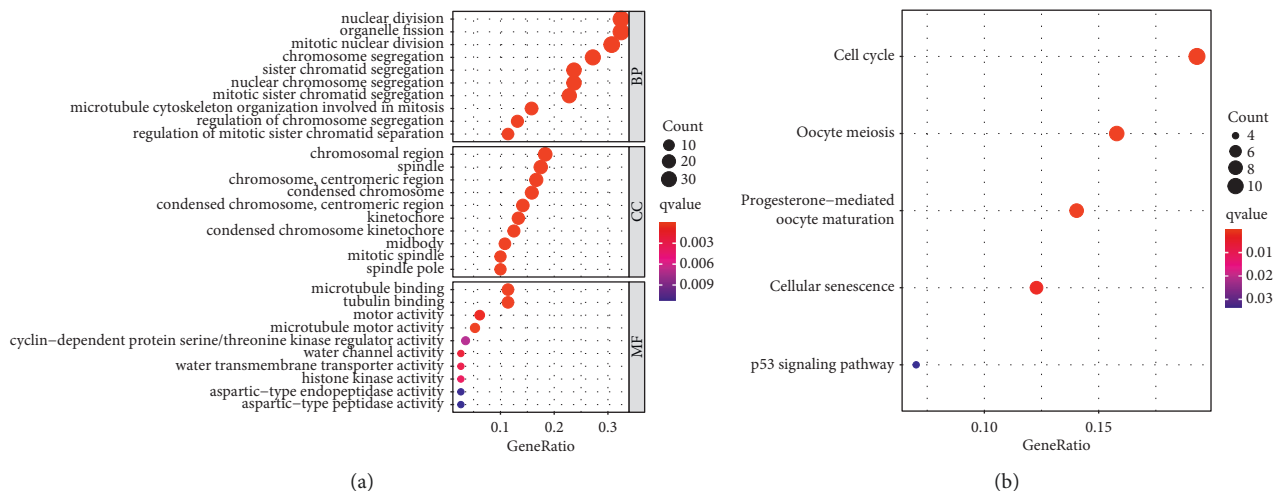 nuclear division
organelle fission
mitotic nuclear division
chromosome segregation
sister chromatid segregation
nuclear chromosome segregation
mitotic sister chromatid segregation
microtubule cytoskeleton organization involved in mitosis
regulation of chromosome segregation
regulation of mitotic sister chromatid separation
BP
chromosomal region
spindle
chromosome, centromeric region
condensed chromosome
condensed chromosome, centromeric region
kinetochore
condensed chromosome kinetochore
midbody
mitotic spindle
spindle pole
CC
microtubule binding
tubulin binding
motor activity
microtubule motor activity
cyclin−dependent protein serine/threonine kinase regulator activity
water channel activity
water transmembrane transporter activity
histone kinase activity
aspartic−type endopeptidase activity
aspartic−type peptidase activity
MF
0.1 0.2 0.3
GeneRatio
Count
10
20
30
qvalue
0.003
0.006
0.009
(a)
Cell cycle
Oocyte meiosis
Progesterone−mediated
oocyte maturation
Cellular senescence
p53 signaling pathway
0.10 0.15
GeneRatio
Count
4
6
8
10
qvalue
0.01
0.02
0.03
(b)